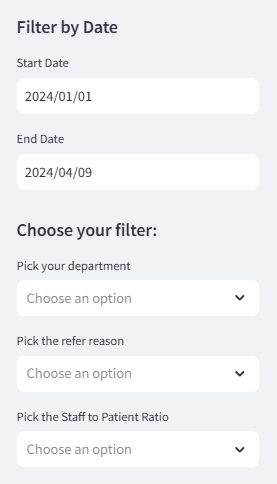 Filter by Date
Start Date
2024/01/01
End Date
2024/04/09
Choose your filter:
Pick your department
Choose an option
Pick the refer reason
Choose an option
Pick the Staff to Patient Ratio
Choose an option